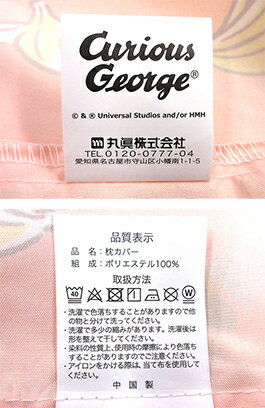 Curious
George®
© & ® Universal Studios and/or HMH
丸眞株式会社
TEL 0120-0777-04
愛知県名古屋市守山区小幡南1-1-5
品質表示
品名：枕カバー
組成：ポリエステル100%
取扱方法
40
W
・洗濯で色落ちすることがありますので他
の物と分けて洗ってください。
・洗濯で多少の縮みがあります。洗濯後は
形を整えて干してください。
・染料の性質上、使用時の摩擦により色落ち
することがありますのでご注意ください。
・アイロンをかける際は、当て布を使用して
ください。
中国製